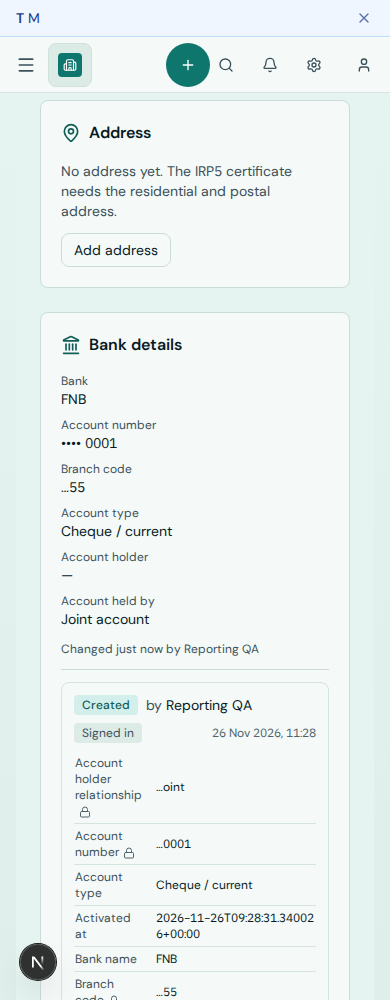 T M
Address
No address yet. The IRP5 certificate
needs the residential and postal
address.
Add address
Bank details
Bank
FNB
Account number
•••• 0001
Branch code
…55
Account type
Cheque / current
Account holder
—
Account held by
Joint account
Changed just now by Reporting QA
Created by Reporting QA
Signed in 26 Nov 2026, 11:28
Account
holder
relationship
…oint
Account
number
…0001
Account
type
Cheque / current
Activated
at
2026-11-26T09:28:31.34002
6+00:00
Bank name FNB
Branch
code
…55
N